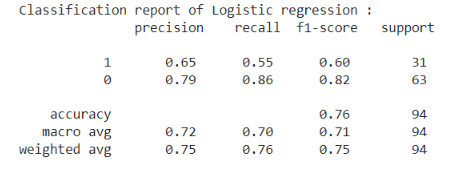 Classification report of Logistic regression :
precision recall f1-score support
1 0.65 0.55 0.60 31
0 0.79 0.86 0.82 63
accuracy 0.76 94
macro avg 0.72 0.70 0.71 94
weighted avg 0.75 0.76 0.75 94